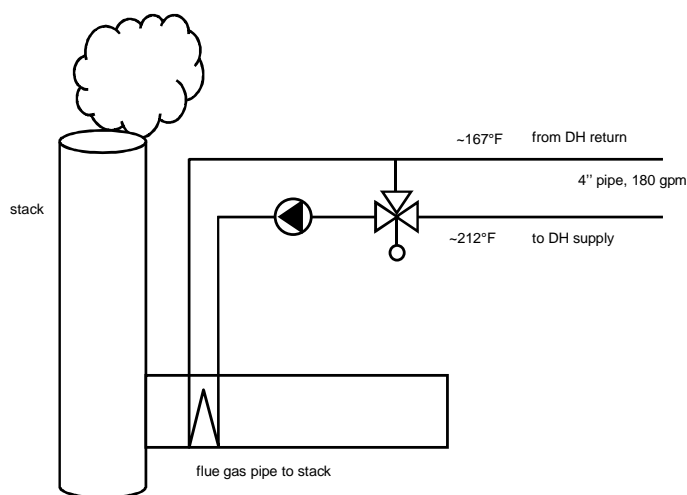 ~167°F from DH return
4'' pipe, 180 gpm
stack
~212°F to DH supply
flue gas pipe to stack